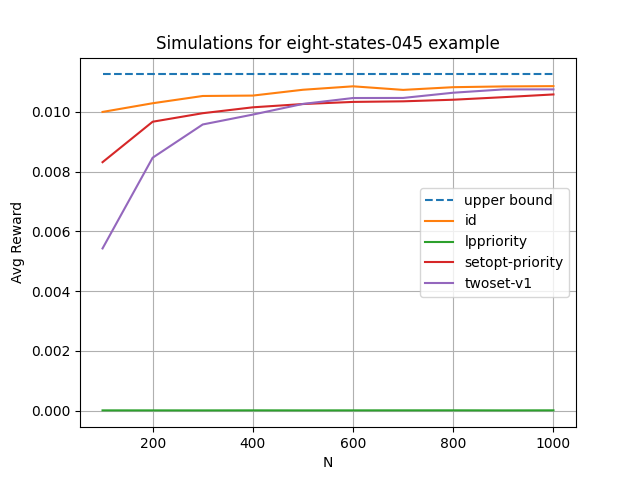 Simulations for eight-states-045 example
Avg Reward
0.010
0.008
0.006
0.004
0.002
0.000
upper bound
id
lppriority
setopt-priority
twoset-v1
200
400
600
800
1000
N